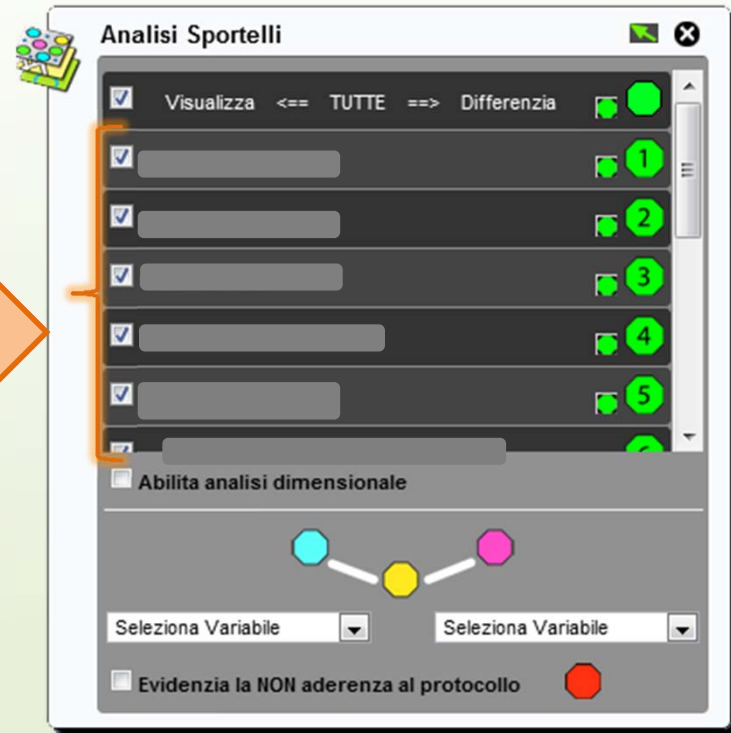 Analisi Sportelli
Visualizza <== TUTTE ==> Differenzia
1
2
3
4
5
6
Abilita analisi dimensionale
Seleziona Variabile Seleziona Variabile
Evidenzia la NON aderenza al protocollo